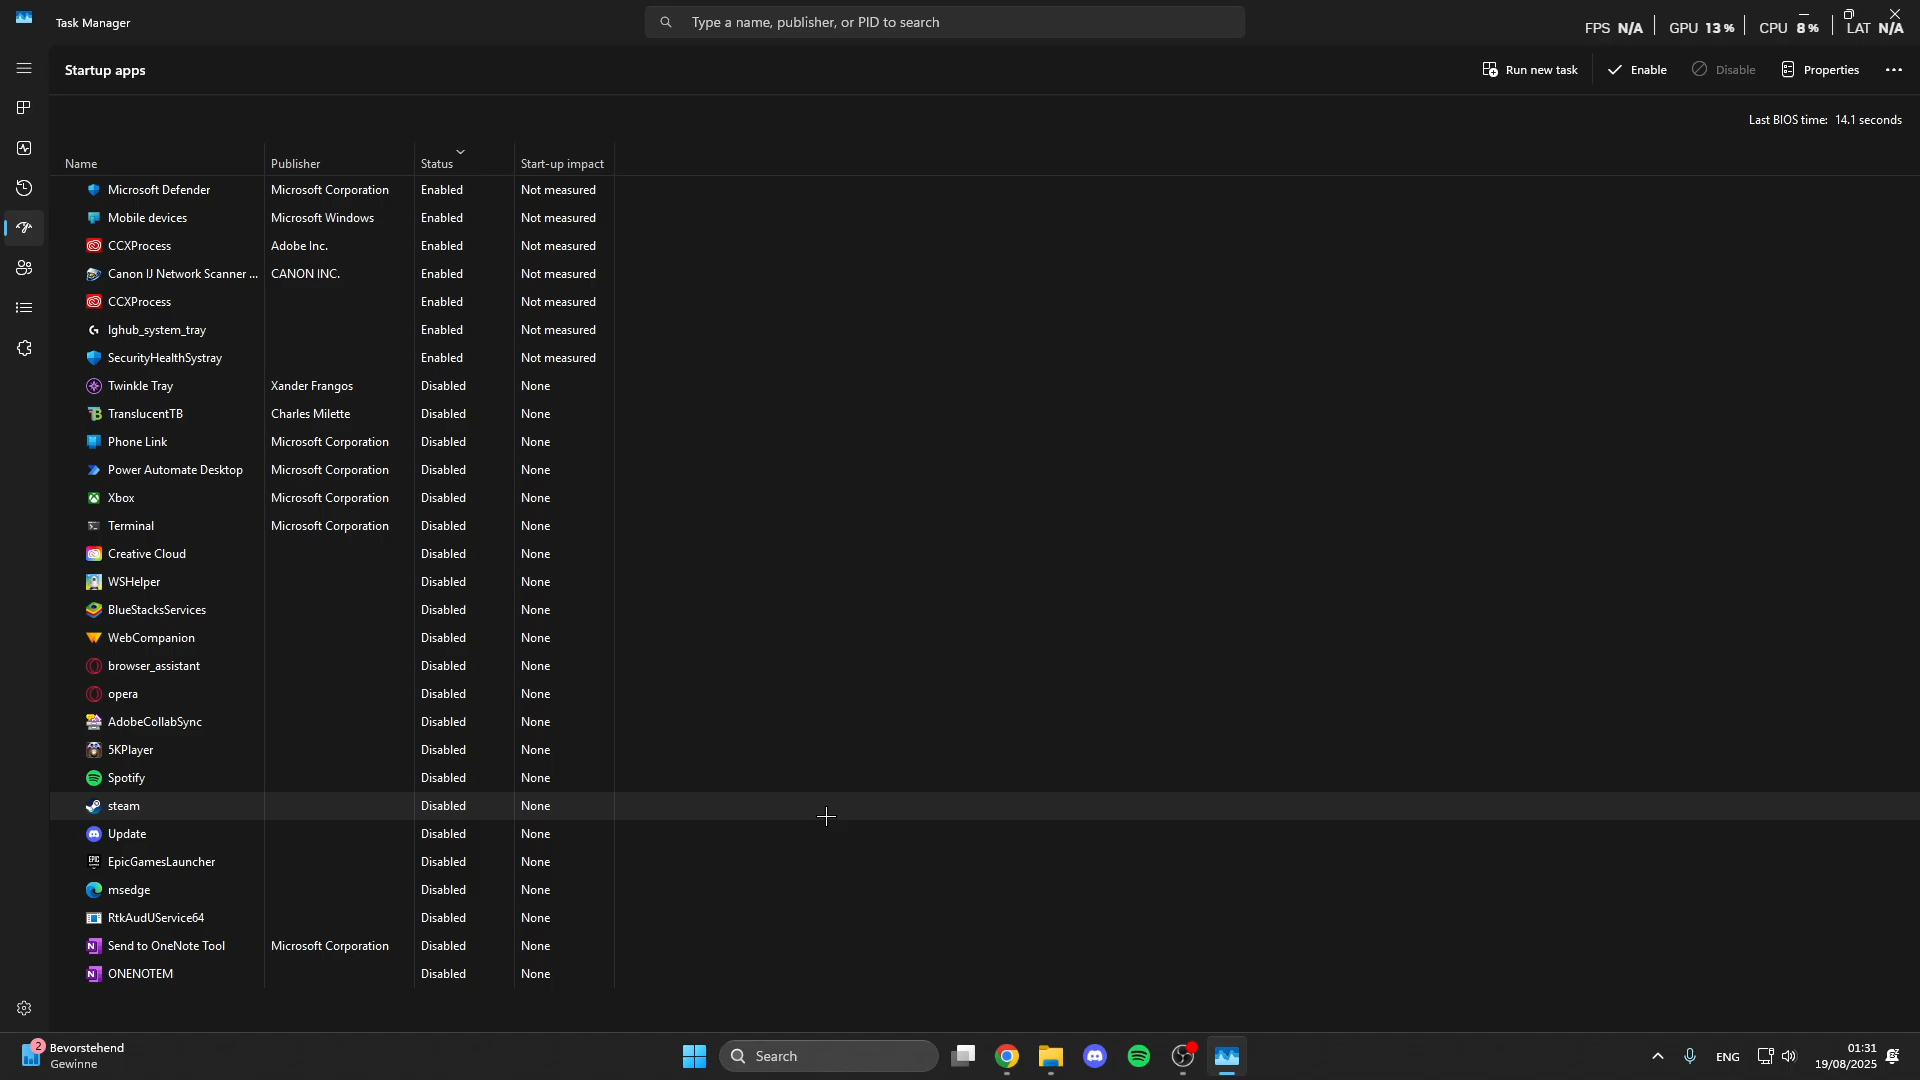 Task Manager
Type a name, publisher, or PID to search
FPS N/A GPU 13% CPU 8% LAT N/A
Startup apps
Run new task Enable Disable Properties
Last BIOS time: 14.1 seconds
Name Publisher Status Start-up impact
Microsoft Defender Microsoft Corporation Enabled Not measured
Mobile devices Microsoft Windows Enabled Not measured
CCXProcess Adobe Inc. Enabled Not measured
Canon IJ Network Scanner ... CANON INC. Enabled Not measured
CCXProcess Enabled Not measured
lghub_system_tray Enabled Not measured
SecurityHealthSystray Enabled Not measured
Twinkle Tray Xander Frangos Disabled None
TranslucentTB Charles Milette Disabled None
Phone Link Microsoft Corporation Disabled None
Power Automate Desktop Microsoft Corporation Disabled None
Xbox Microsoft Corporation Disabled None
Terminal Microsoft Corporation Disabled None
Creative Cloud Disabled None
WSHelper Disabled None
BlueStacksServices Disabled None
WebCompanion Disabled None
browser_assistant Disabled None
opera Disabled None
AdobeCollabSync Disabled None
5KPlayer Disabled None
Spotify Disabled None
steam Disabled None
Update Disabled None
EpicGamesLauncher Disabled None
msedge Disabled None
RtkAudUService64 Disabled None
Send to OneNote Tool Microsoft Corporation Disabled None
ONENOTEM Disabled None
2 Bevorstehend
Gewinne
Search
ENG
01:31
19/08/2025